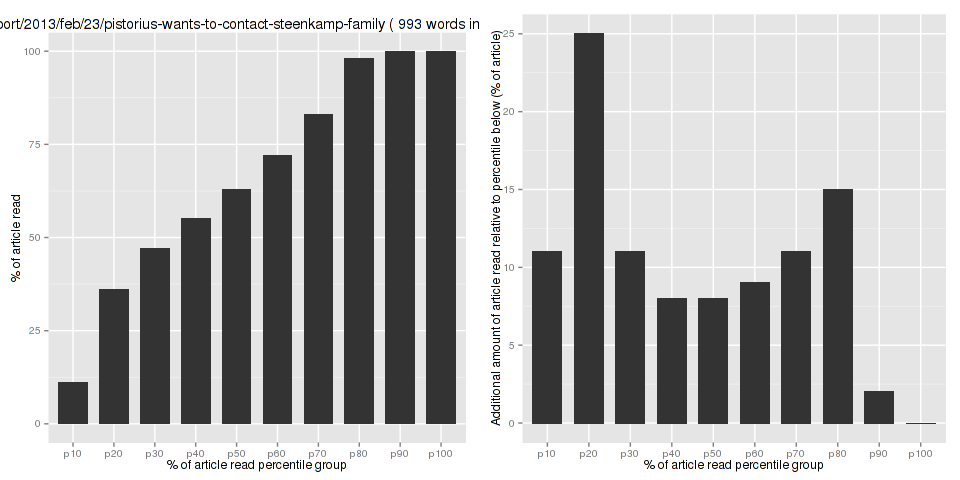 ort/2013/feb/23/pistorius-wants-to-contact-steenkamp-family ( 993 words in
% of article read
100
75
50
25
0
p10 p20 p30 p40 p50 p60 p70 p80 p90 p100
% of article read percentile group
Additional amount of article read relative to percentile below (% of article)
25
20
15
10
5
0
p10 p20 p30 p40 p50 p60 p70 p80 p90 p100
% of article read percentile group